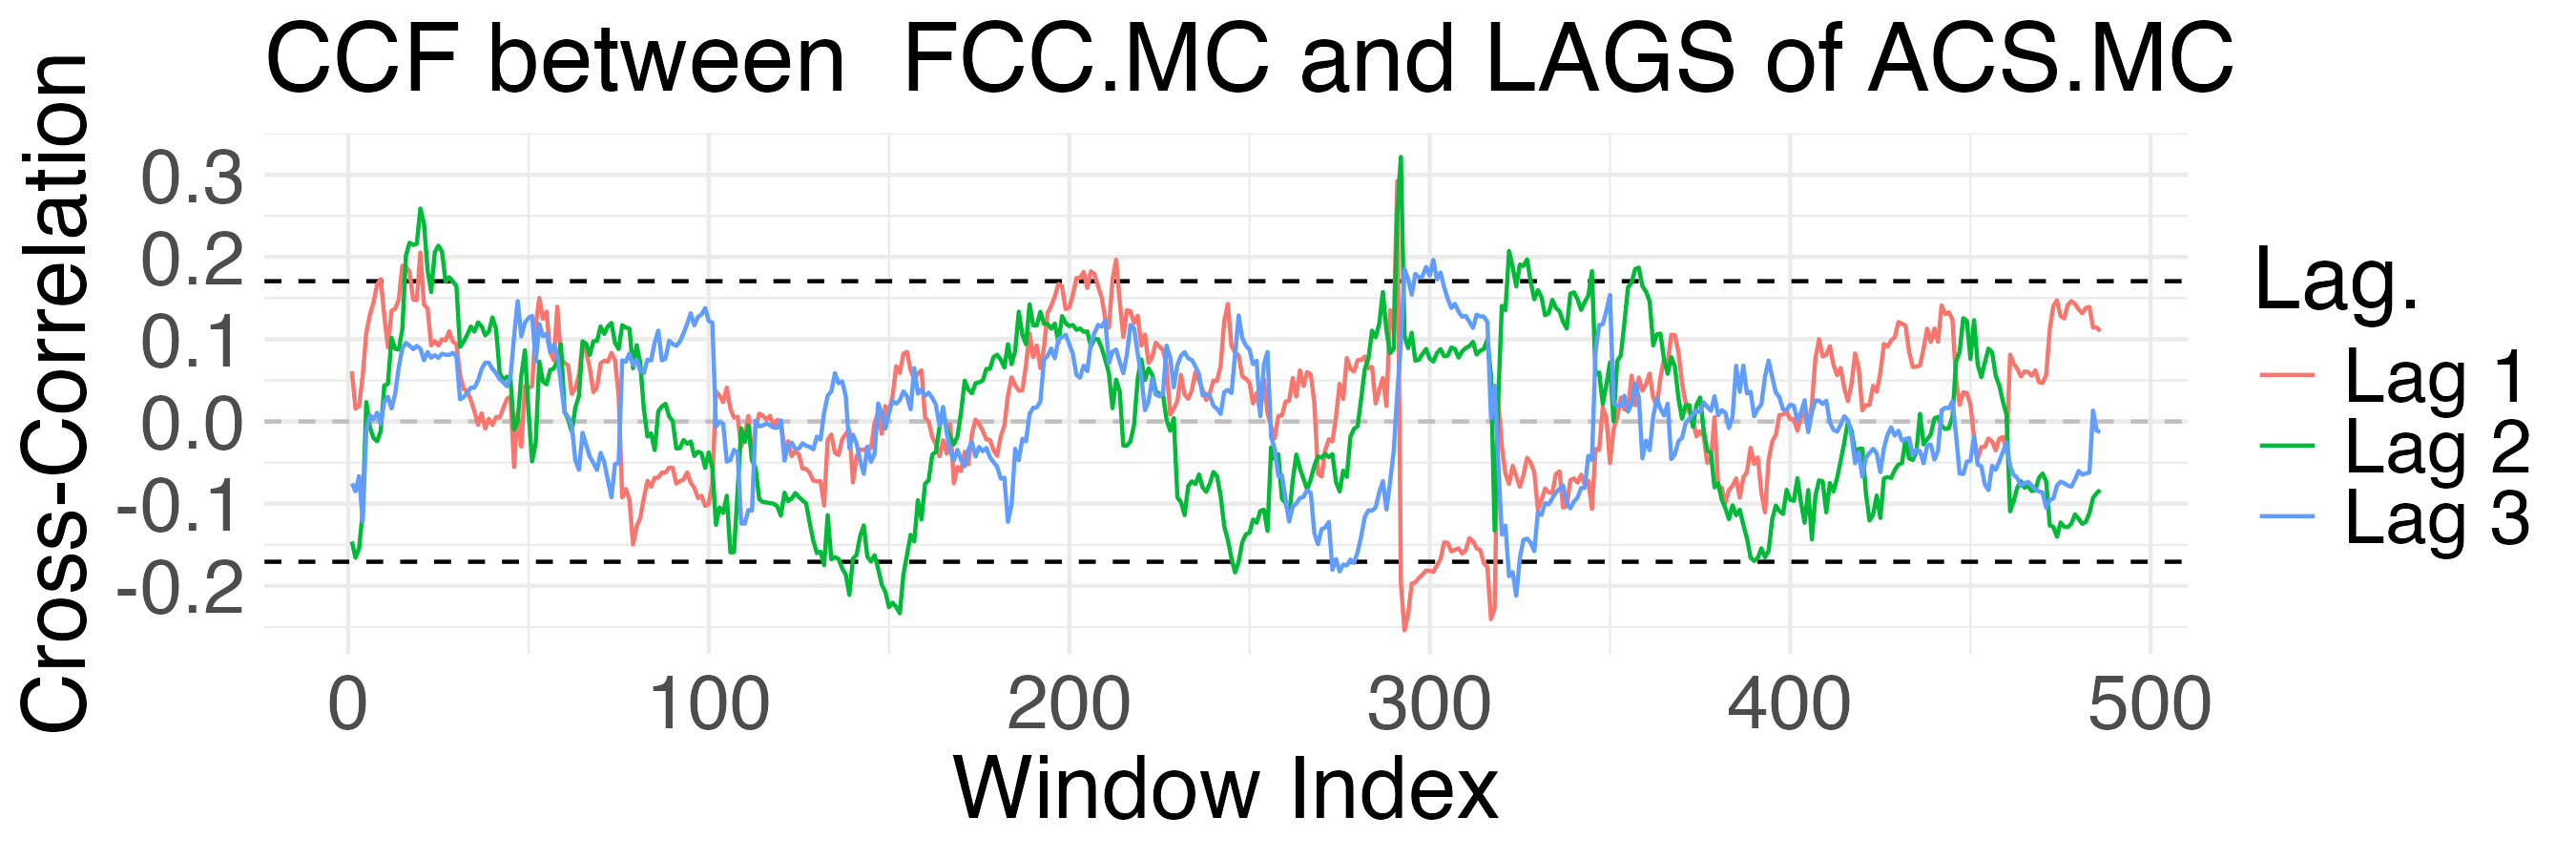 CCF between  FCC.MC and LAGS of ACS.MC
Cross-Correlation
0.3
0.2
0.1
0.0
-0.1
-0.2
0 100 200 300 400 500
Window Index
Lag.
Lag 1
Lag 2
Lag 3